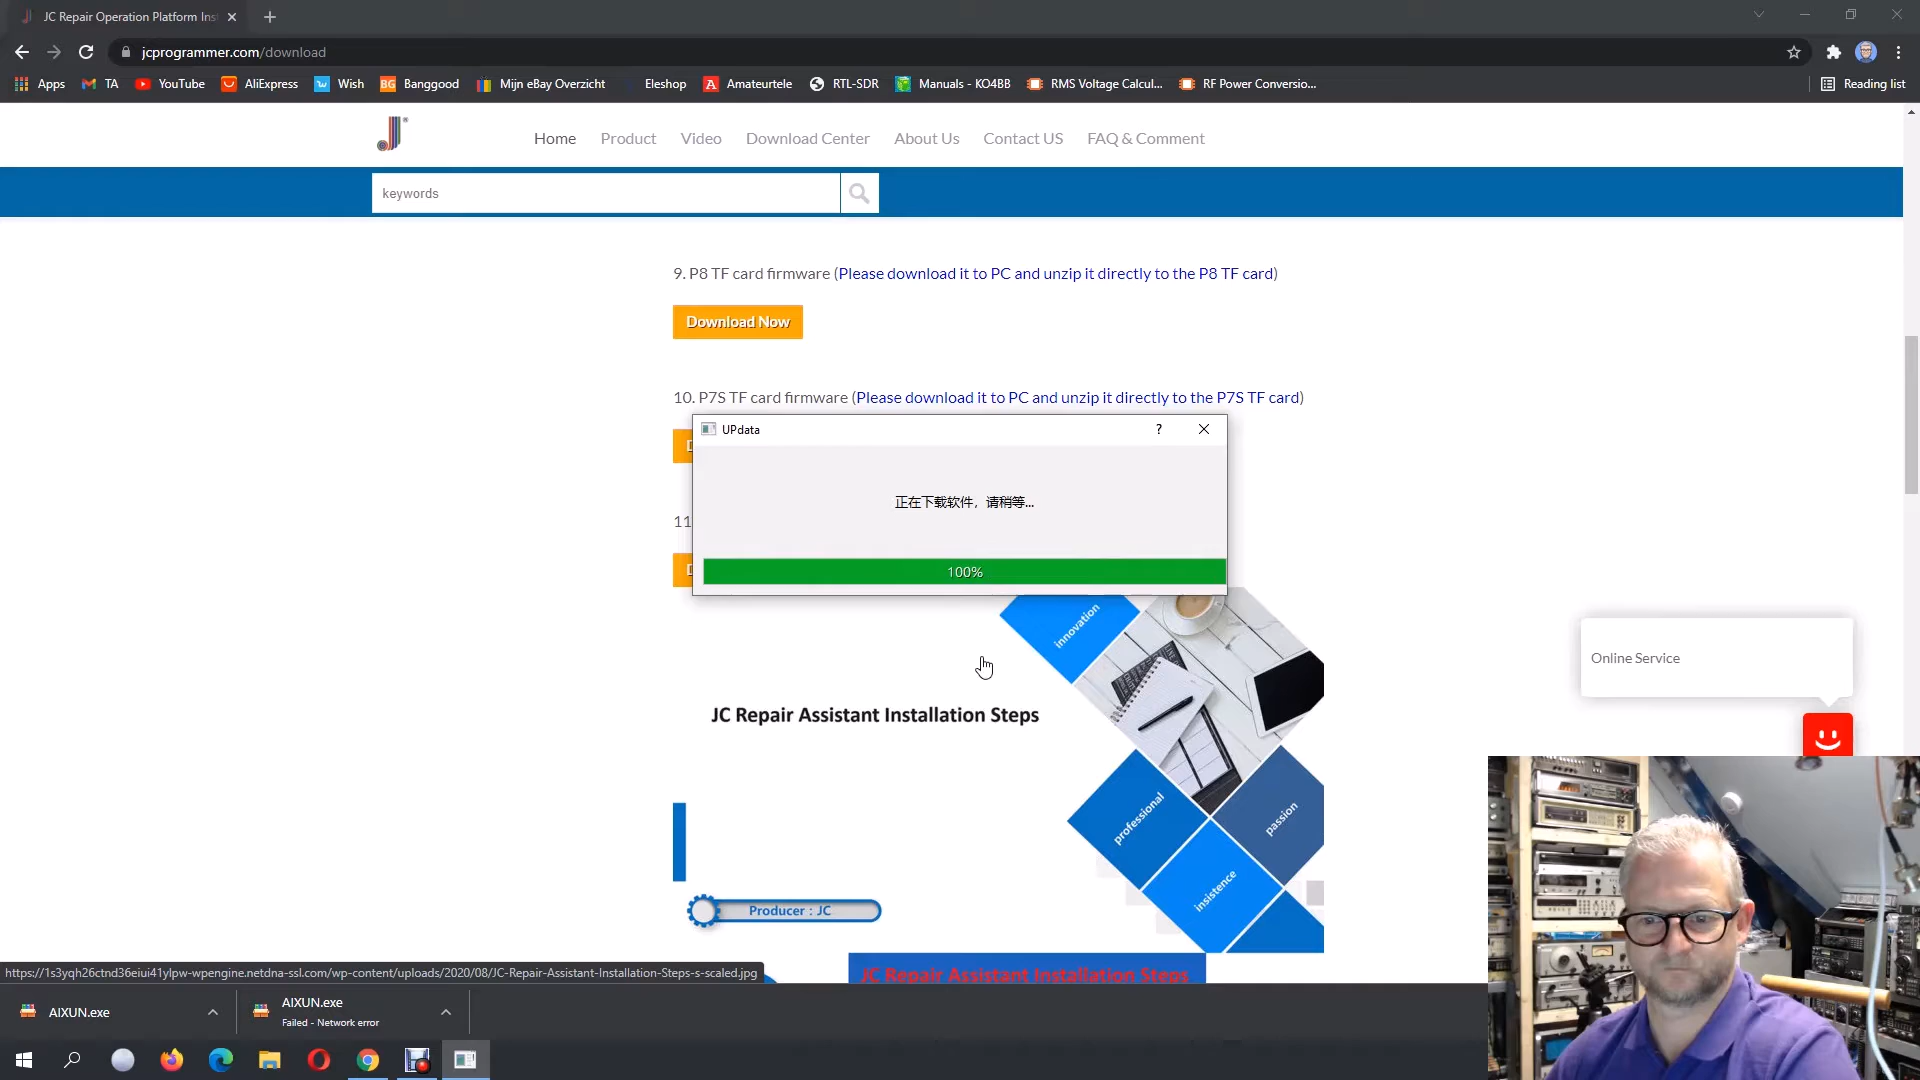 JC Repair Operation Platform Ins
jcprogrammer.com/download
Apps
TA
YouTube
AliExpress
Wish
BG
Banggood
Mijn eBay Overzicht
Eleshop
A
Amateurtele
RTL-SDR
Manuals - KO4BB
RMS Voltage Calcul...
RF Power Conversio...
Reading list
Home
Product
Video
Download Center
About Us
Contact US
FAQ & Comment
keywords
9. P8 TF card firmware (Please download it to PC and unzip it directly to the P8 TF card)
Download Now
10. P7S TF card firmware (Please download it to PC and unzip it directly to the P7S TF card)
UPdata
?
正在下载软件，请稍等...
11
100%
innovation
Online Service
JC Repair Assistant Installation Steps
professional
passion
insistence
Producer : JC
https://1s3yqh26ctnd36eiui41ylpw-wpengine.netdna-ssl.com/wp-content/uploads/2020/08/JC-Repair-Assistant-Installation-Steps-s-scaled.jpg
JC Repair Assistant Installation Steps
AIXUN.exe
AIXUN.exe
Failed - Network error